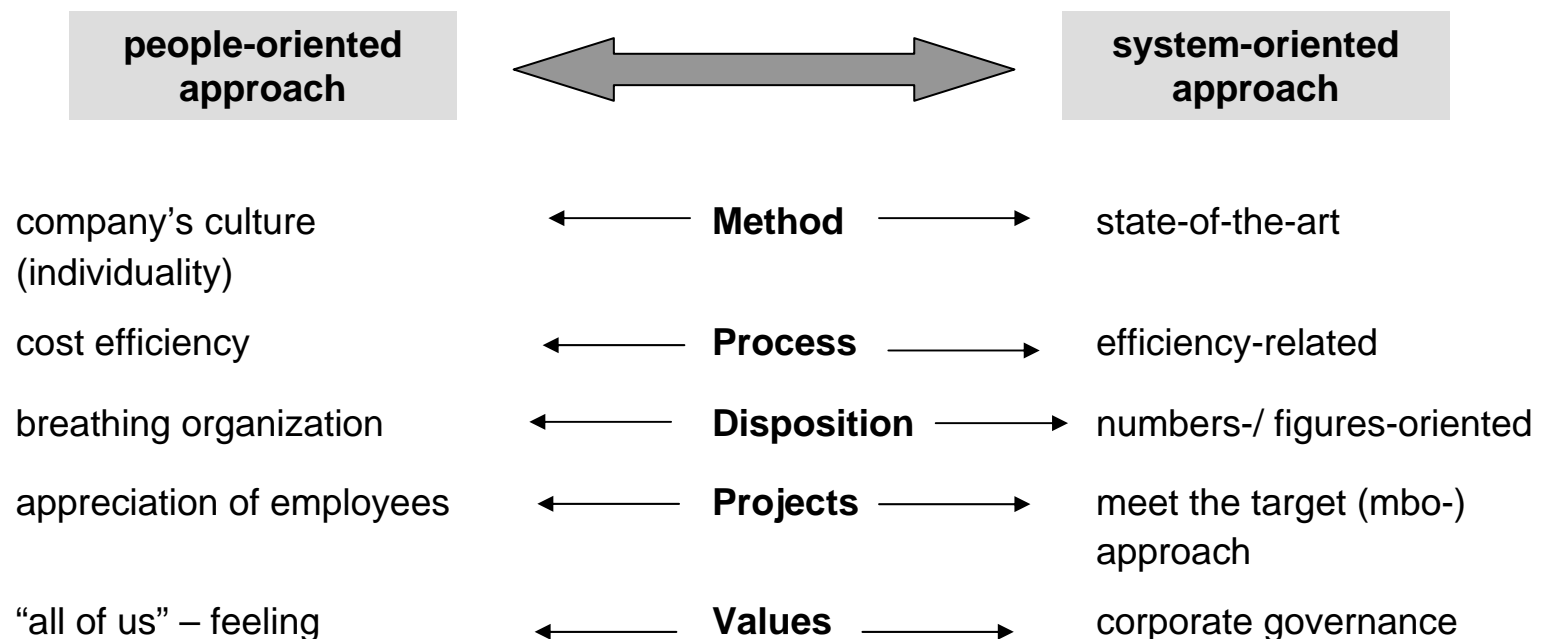 people-oriented
approach
system-oriented
approach
company’s culture
(individuality)
Method
state-of-the-art
cost efficiency
Process
efficiency-related
breathing organization
Disposition
numbers-/ figures-oriented
appreciation of employees
Projects
meet the target (mbo-)
approach
“all of us” – feeling
Values
corporate governance